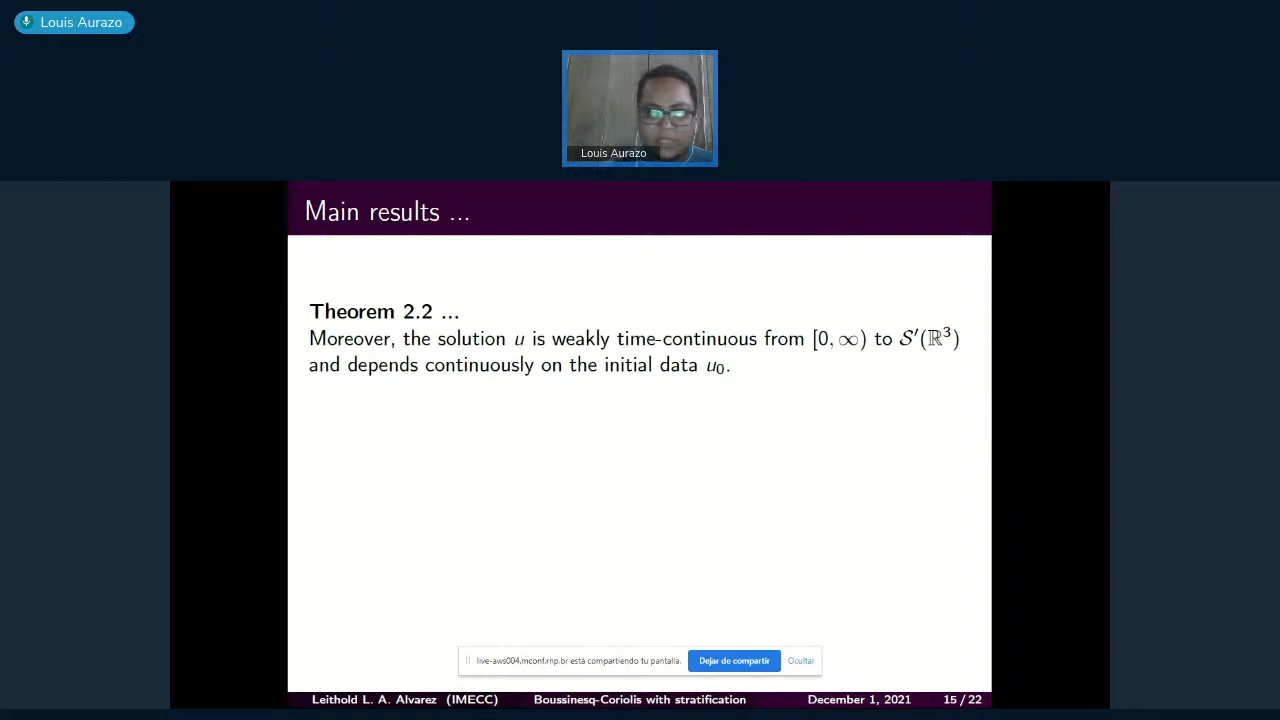 Louis Aurazo
Louis Aurazo
Main results ...
Theorem 2.2 ...
Moreover, the solution u is weakly time-continuous from [0, ∞) to 𝒮′(ℝ³)
and depends continuously on the initial data u₀.
live-aws004.mconf.rnp.br está compartiendo tu pantalla. Dejar de compartir Ocultar
Leithold L. A. Alvarez (IMECC) Boussinesq-Coriolis with stratification December 1, 2021 15 / 22